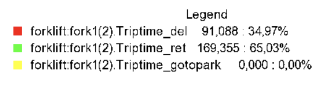 Legend
forklift:fork1(2).Triptime_del 91,088 : 34,97%
forklift:fork1(2).Triptime_ret 169,355 : 65,03%
forklift:fork1(2).Triptime_gotopark 0,000 : 0,00%